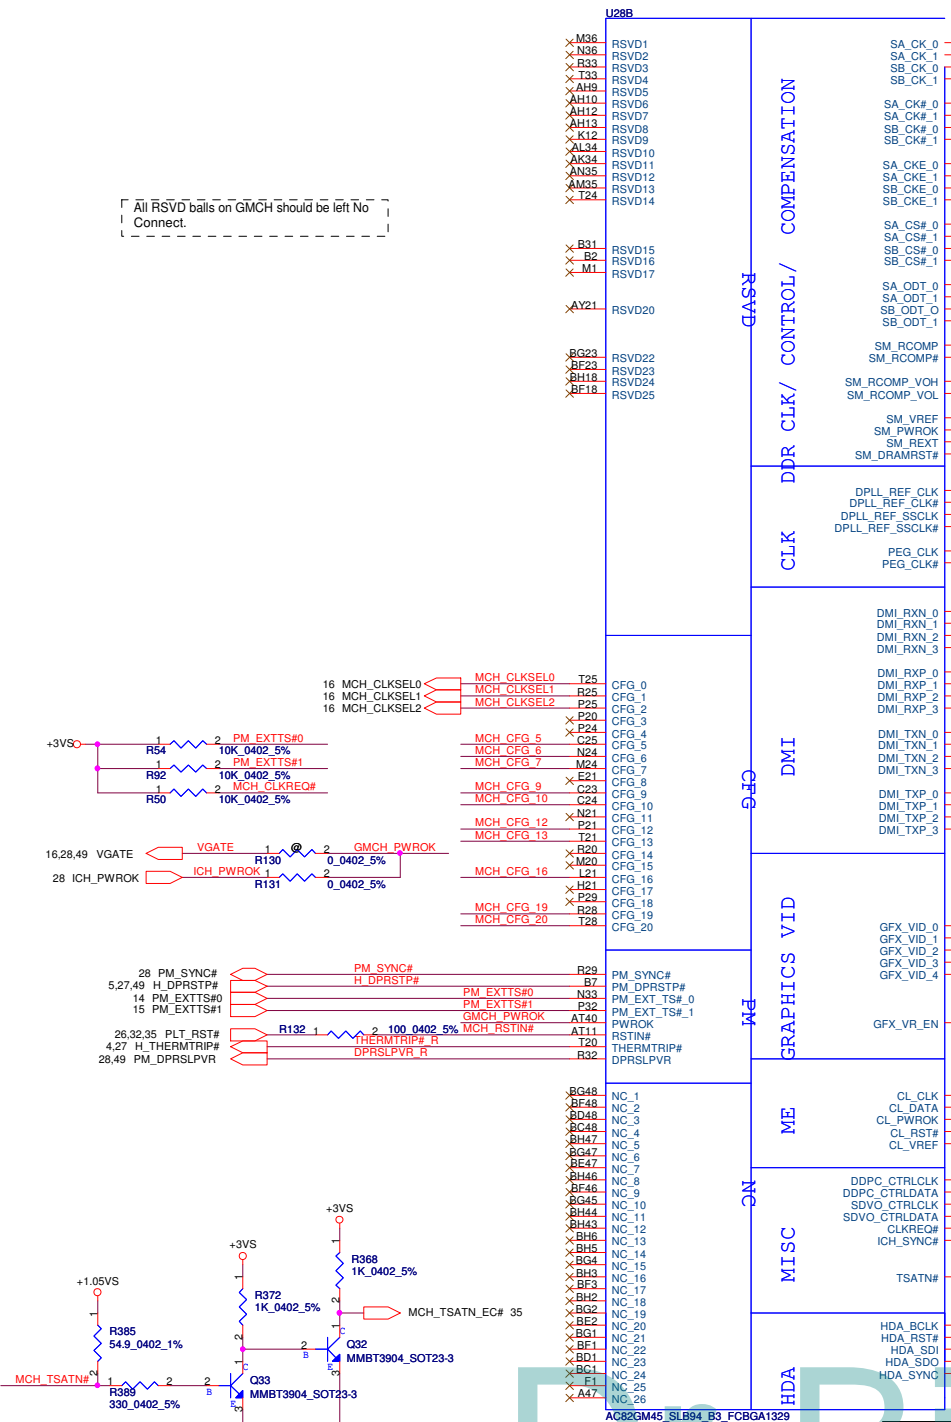 U28B
M36 RSVD1
N36 RSVD2
R33 RSVD3
T33 RSVD4
AH9 RSVD5
AH10 RSVD6
AH12 RSVD7
AH13 RSVD8
K12 RSVD9
AL34 RSVD10
AK34 RSVD11
AN35 RSVD12
AM35 RSVD13
T24 RSVD14
B31 RSVD15
B2 RSVD16
M1 RSVD17
AY21 RSVD20
BG23 RSVD22
BF23 RSVD23
BH18 RSVD24
BF18 RSVD25
RSVD
All RSVD balls on GMCH should be left No
Connect.
SA_CK_0
SA_CK_1
SB_CK_0
SB_CK_1
SA_CK#_0
SA_CK#_1
SB_CK#_0
SB_CK#_1
SA_CKE_0
SA_CKE_1
SB_CKE_0
SB_CKE_1
SA_CS#_0
SA_CS#_1
SB_CS#_0
SB_CS#_1
SA_ODT_0
SA_ODT_1
SB_ODT_O
SB_ODT_1
SM_RCOMP
SM_RCOMP#
SM_RCOMP_VOH
SM_RCOMP_VOL
SM_VREF
SM_PWROK
SM_REXT
SM_DRAMRST#
DDR CLK/ CONTROL/ COMPENSATION
DPLL_REF_CLK
DPLL_REF_CLK#
DPLL_REF_SSCLK
DPLL_REF_SSCLK#
PEG_CLK
PEG_CLK#
CLK
DMI_RXN_0
DMI_RXN_1
DMI_RXN_2
DMI_RXN_3
DMI_RXP_0
DMI_RXP_1
DMI_RXP_2
DMI_RXP_3
DMI_TXN_0
DMI_TXN_1
DMI_TXN_2
DMI_TXN_3
DMI_TXP_0
DMI_TXP_1
DMI_TXP_2
DMI_TXP_3
DMI
16 MCH_CLKSEL0 MCH_CLKSEL0 T25 CFG_0
16 MCH_CLKSEL1 MCH_CLKSEL1 R25 CFG_1
16 MCH_CLKSEL2 MCH_CLKSEL2 P25 CFG_2
P20 CFG_3
P24 CFG_4
MCH_CFG_5 C25 CFG_5
MCH_CFG_6 N24 CFG_6
MCH_CFG_7 M24 CFG_7
E21 CFG_8
MCH_CFG_9 C23 CFG_9
MCH_CFG_10 C24 CFG_10
N21 CFG_11
MCH_CFG_12 P21 CFG_12
MCH_CFG_13 T21 CFG_13
R20 CFG_14
M20 CFG_15
MCH_CFG_16 L21 CFG_16
H21 CFG_17
P29 CFG_18
MCH_CFG_19 R28 CFG_19
MCH_CFG_20 T28 CFG_20
CFG
+3VS
1 R54 2 10K_0402_5% PM_EXTTS#0
1 R92 2 10K_0402_5% PM_EXTTS#1
1 R50 2 10K_0402_5% MCH_CLKREQ#
16,28,49 VGATE VGATE 1 R130 @ 2 0_0402_5% GMCH_PWROK
28 ICH_PWROK ICH_PWROK 1 R131 2 0_0402_5%
28 PM_SYNC# PM_SYNC# R29 PM_SYNC#
5,27,49 H_DPRSTP# H_DPRSTP# B7 PM_DPRSTP#
14 PM_EXTTS#0 PM_EXTTS#0 N33 PM_EXT_TS#_0
15 PM_EXTTS#1 PM_EXTTS#1 P32 PM_EXT_TS#_1
GMCH_PWROK AT40 PWROK
26,32,35 PLT_RST# R132 1 2 100_0402_5% MCH_RSTIN# AT11 RSTIN#
4,27 H_THERMTRIP# THERMTRIP#_R T20 THERMTRIP#
28,49 PM_DPRSLPVR DPRSLPVR_R R32 DPRSLPVR
PM
GFX_VID_0
GFX_VID_1
GFX_VID_2
GFX_VID_3
GFX_VID_4
GFX_VR_EN
GRAPHICS VID
CL_CLK
CL_DATA
CL_PWROK
CL_RST#
CL_VREF
ME
BG48 NC_1
BF48 NC_2
BD48 NC_3
BC48 NC_4
BH47 NC_5
BG47 NC_6
BE47 NC_7
BH46 NC_8
BF46 NC_9
BG45 NC_10
BH44 NC_11
BH43 NC_12
BH6 NC_13
BH5 NC_14
BG4 NC_15
BH3 NC_16
BF3 NC_17
BH2 NC_18
BG2 NC_19
BE2 NC_20
BG1 NC_21
BF1 NC_22
BD1 NC_23
BC1 NC_24
F1 NC_25
A47 NC_26
NC
DDPC_CTRLCLK
DDPC_CTRLDATA
SDVO_CTRLCLK
SDVO_CTRLDATA
CLKREQ#
ICH_SYNC#
TSATN#
MISC
HDA_BCLK
HDA_RST#
HDA_SDI
HDA_SDO
HDA_SYNC
HDA
+3VS
1
R368
1K_0402_5%
2
MCH_TSATN_EC# 35
+3VS
1
R372
1K_0402_5%
2
+1.05VS
1
R385
54.9_0402_1%
2
1 C
2 B Q32
MMBT3904_SOT23-3
E 3
MCH_TSATN# 1 R389 2 330_0402_5%
1 C
2 B Q33
MMBT3904_SOT23-3
E 3
AC82GM45_SLB94_B3_FCBGA1329